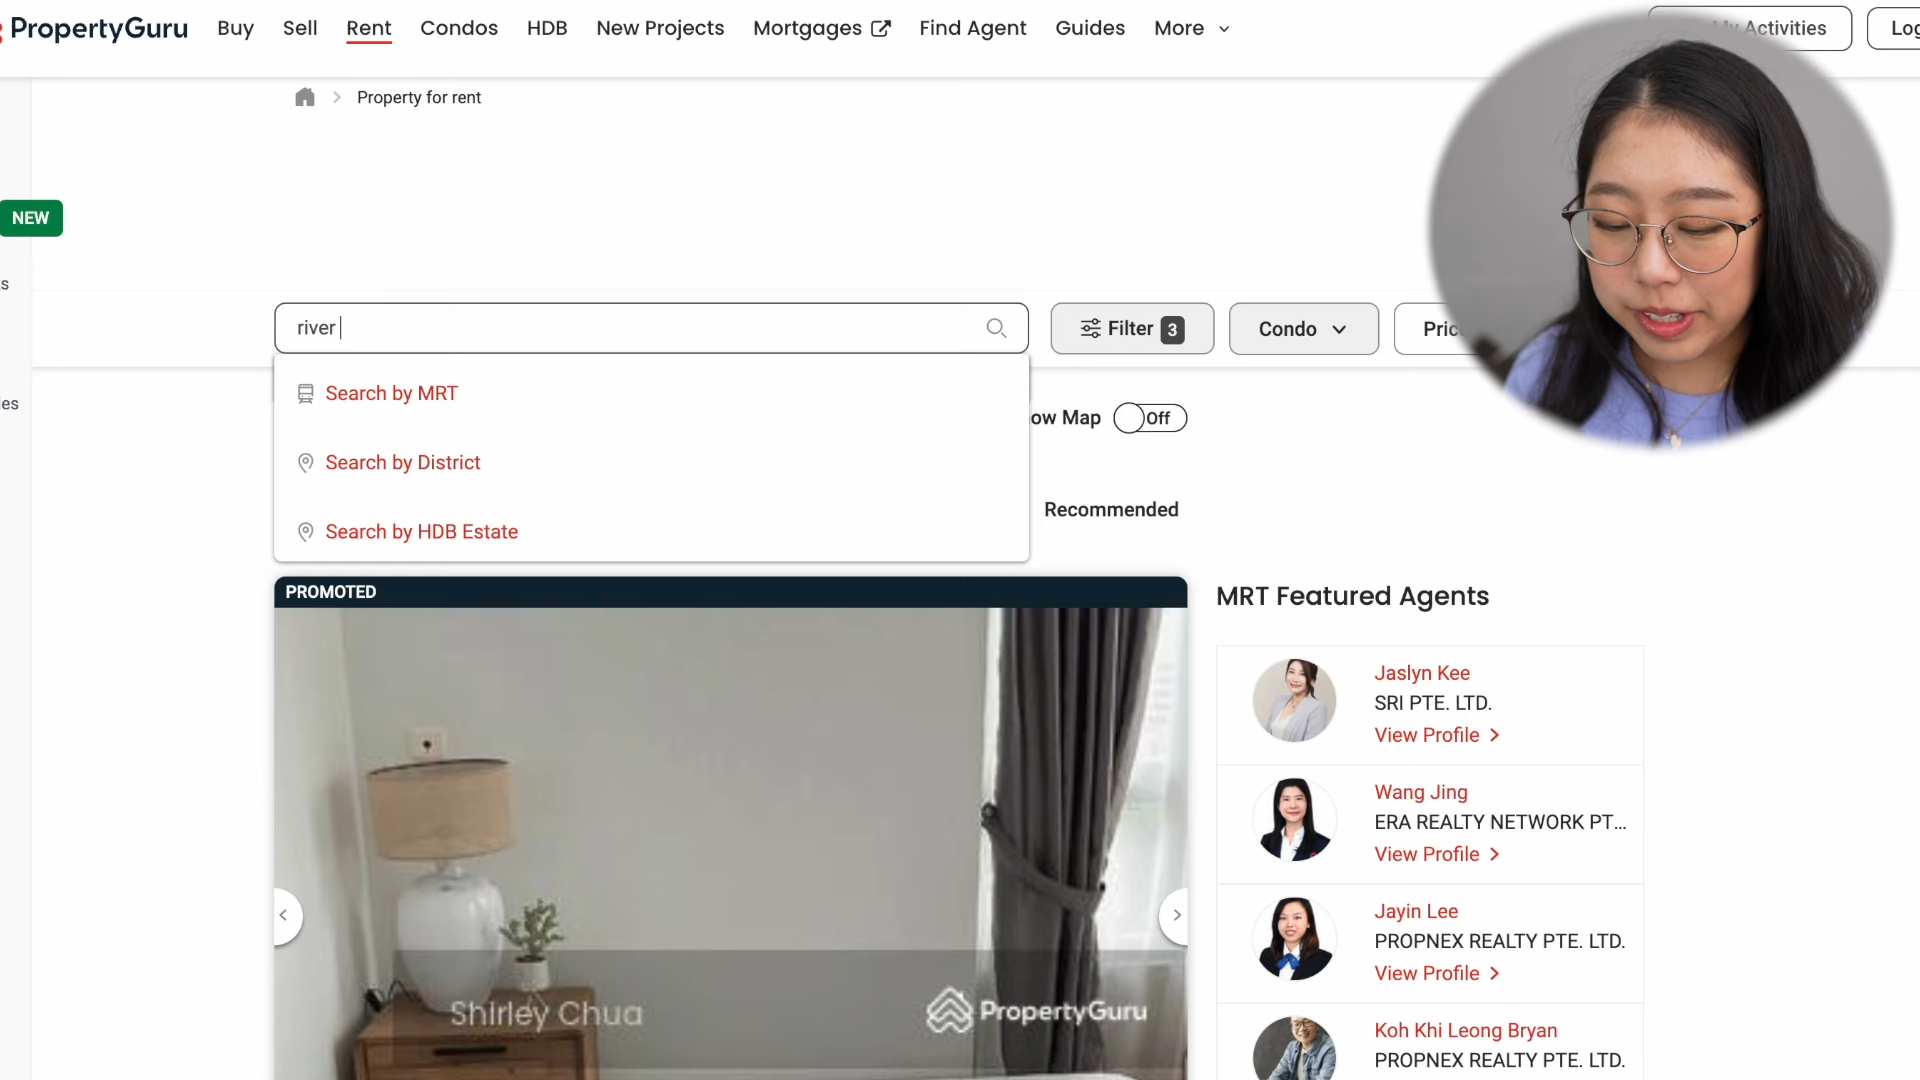 PropertyGuru Buy Sell Rent Condos HDB New Projects Mortgages Find Agent Guides More My Activities
Property for rent
NEW
river Filter 3 Condo
Search by MRT
Off
Search by District
Search by HDB Estate
Recommended
PROMOTED
Shirley Chua PropertyGuru
MRT Featured Agents
Jaslyn Kee
SRI PTE. LTD.
View Profile
Wang Jing
ERA REALTY NETWORK PT...
View Profile
Jayin Lee
PROPNEX REALTY PTE. LTD.
View Profile
Koh Khi Leong Bryan
PROPNEX REALTY PTE. LTD.